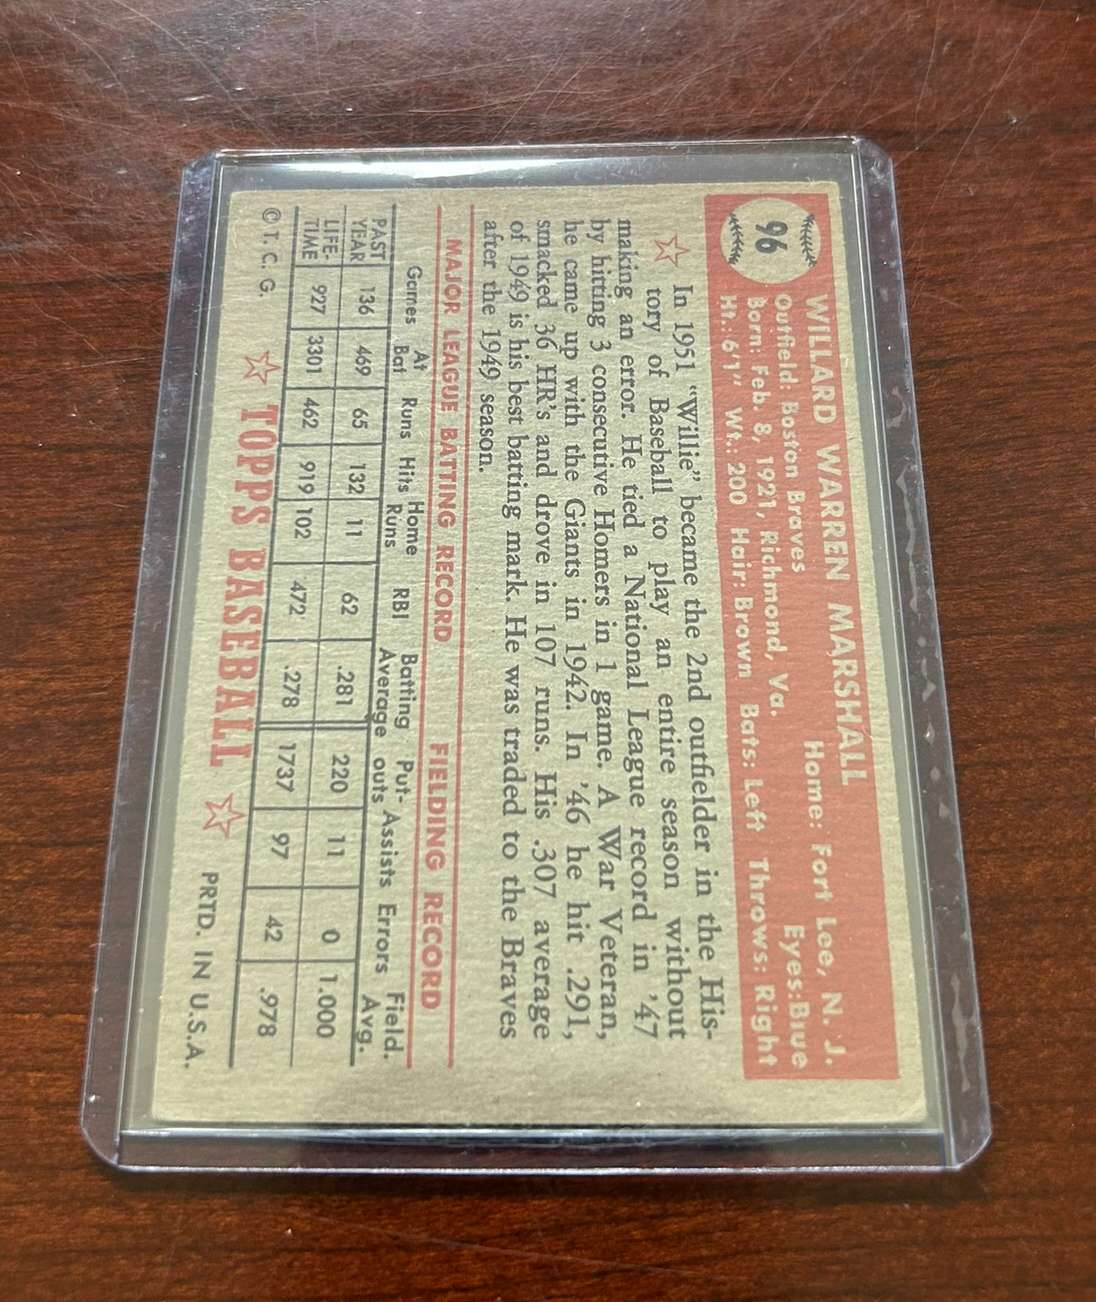 96
WILLARD WARREN MARSHALL
Outfield: Boston Braves Home: Fort Lee, N. J.
Born: Feb. 8, 1921, Richmond, Va. Eyes:Blue
Ht.: 6'1" Wt.: 200 Hair: Brown Bats: Left Throws: Right
In 1951 "Willie" became the 2nd outfielder in the His-
tory of Baseball to play an entire season without
making an error. He tied a National League record in '47
by hitting 3 consecutive Homers in 1 game. A War Veteran,
he came up with the Giants in 1942. In '46 he hit .291,
smacked 36 HR's and drove in 107 runs. His .307 average
of 1949 is his best batting mark. He was traded to the Braves
after the 1949 season.
MAJOR LEAGUE BATTING RECORD FIELDING RECORD
Games At Bat Runs Hits Home Runs RBI Batting Average Put-outs Assists Errors Field. Avg.
PAST YEAR 136 469 65 132 11 62 .281 220 11 0 1.000
LIFE-TIME 927 3301 462 919 102 472 .278 1737 97 42 .978
© T. C. G. TOPPS BASEBALL PRTD. IN U.S.A.